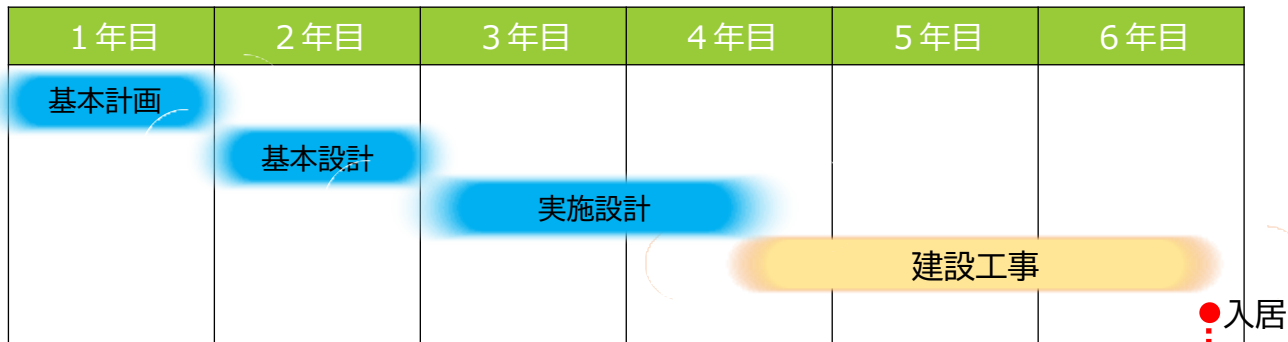 1年目 2年目 3年目 4年目 5年目 6年目
基本計画
基本設計
実施設計
建設工事
入居